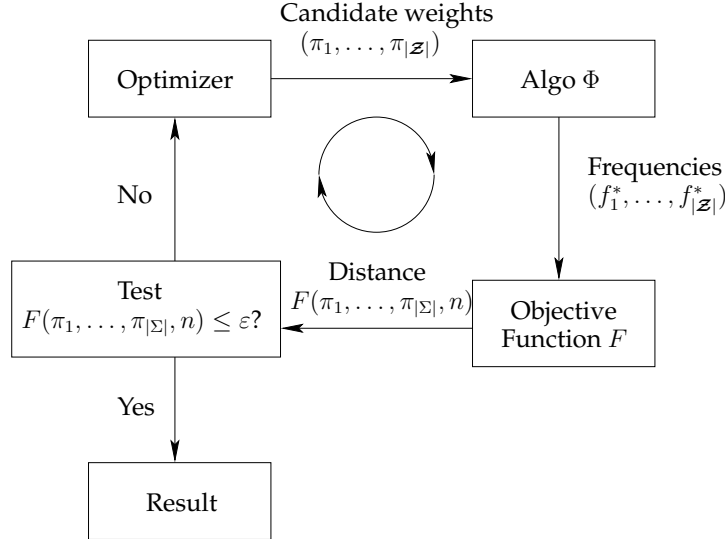 Candidate weights
(π₁, . . . , π|𝒵|)
Optimizer
Algo Φ
Frequencies
(f₁*, . . . , f*|𝒵|)
No
Distance
F(π₁, . . . , π|Σ|, n)
Test
F(π₁, . . . , π|Σ|, n) ≤ ε?
Objective
Function F
Yes
Result